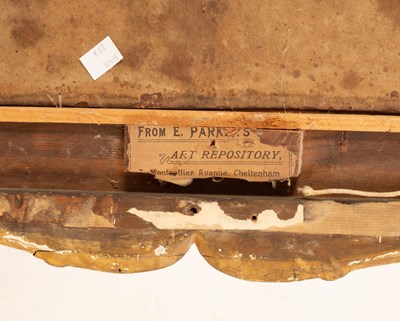 FROM E. PARKER'S
ART REPOSITORY,
Montpellier Avenue, Cheltenham